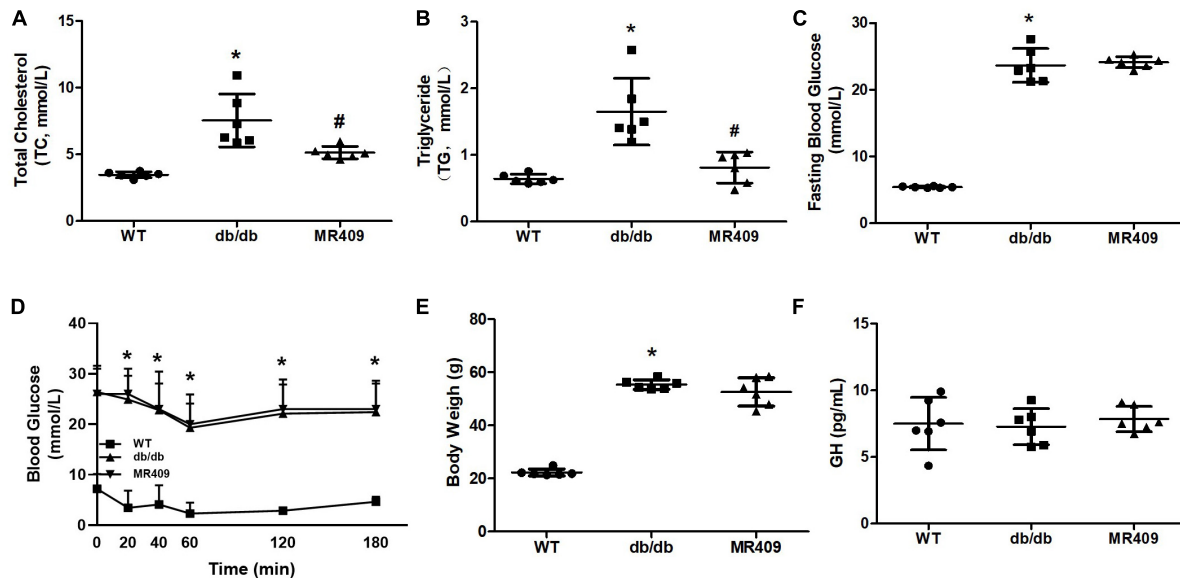 A
Total Cholesterol
(TC, mmol/L)
15
10
5
0
*
#
WT
db/db
MR409
B
Triglyceride
(TG, mmol/L)
3
2
1
0
*
#
WT
db/db
MR409
C
Fasting Blood Glucose
(mmol/L)
30
20
10
0
*
WT
db/db
MR409
D
Blood Glucose
(mmol/L)
40
30
20
10
0
* * * * *
WT
db/db
MR409
0 20 40 60 120 180
Time (min)
E
Body Weigh (g)
80
60
40
20
0
*
WT
db/db
MR409
F
GH (pg/mL)
15
10
5
0
WT
db/db
MR409